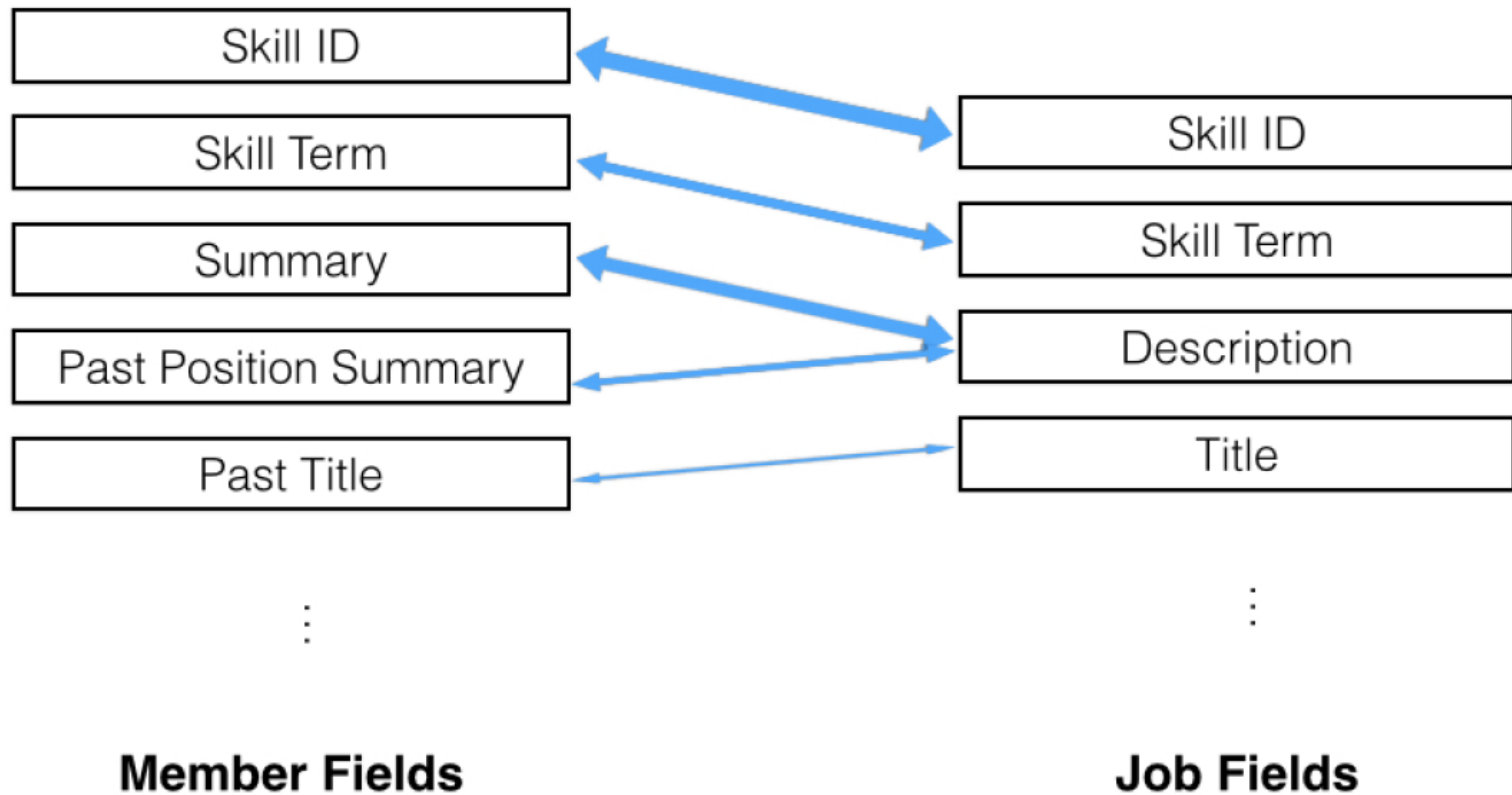 Skill ID
Skill Term
Summary
Past Position Summary
Past Title
⋮
Member Fields
Skill ID
Skill Term
Description
Title
⋮
Job Fields